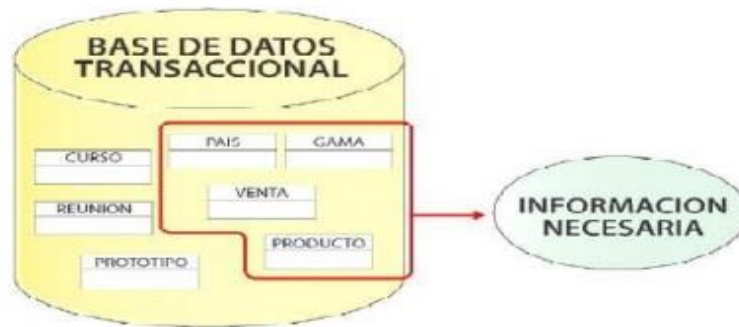 BASE DE DATOS
TRANSACCIONAL
PAIS
GAMA
CURSO
VENTA
REUNION
PRODUCTO
PROTOTIPO
INFORMACION
NECESARIA